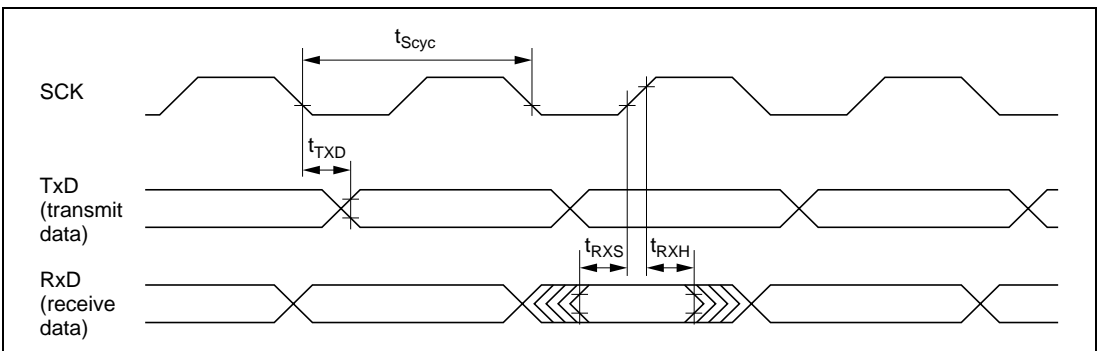 tScyc
SCK
tTXD
TxD
(transmit
data)
tRXS
tRXH
RxD
(receive
data)